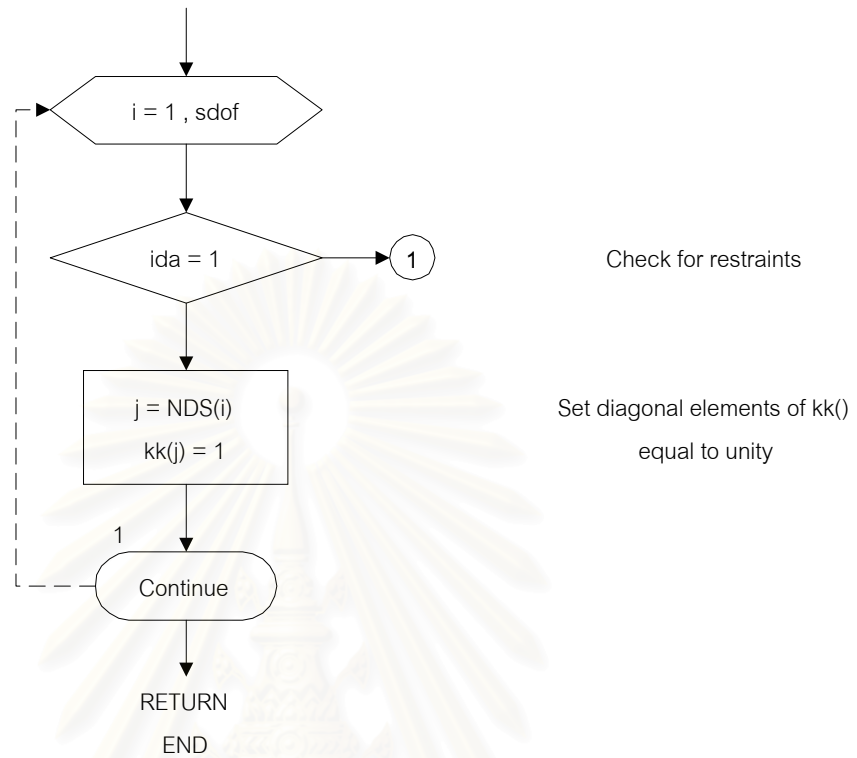 i = 1 , sdof
ida = 1
1
Check for restraints
j = NDS(i)
kk(j) = 1
Set diagonal elements of kk()
equal to unity
1
Continue
RETURN
END